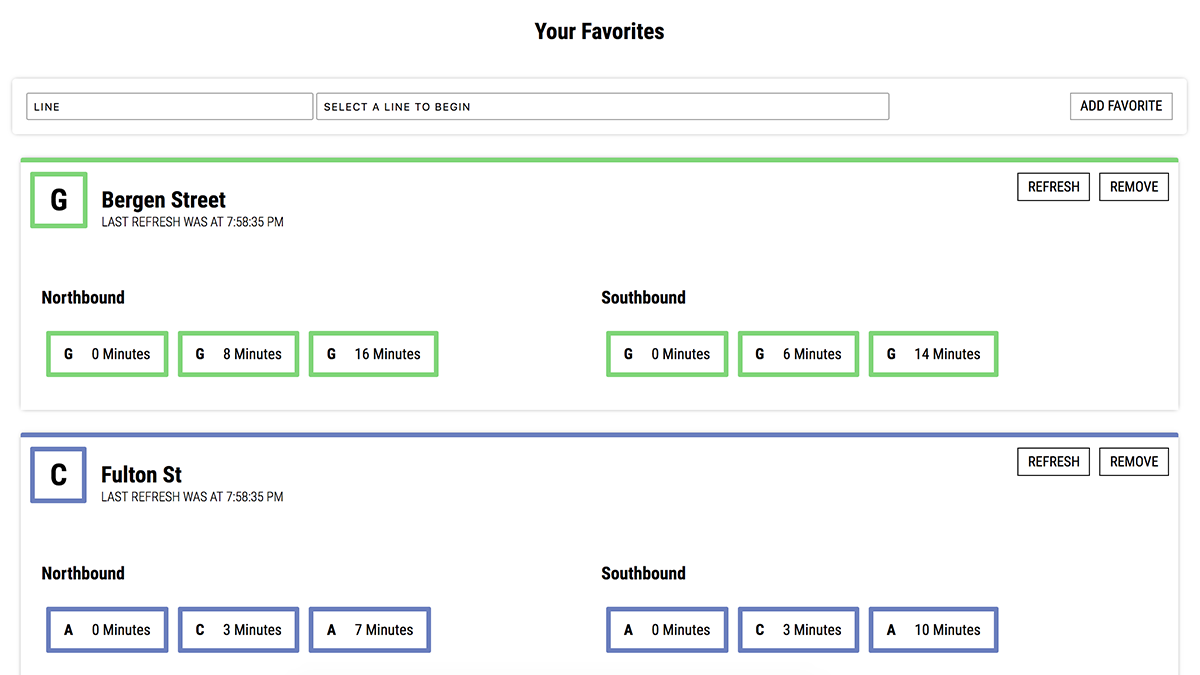 Your Favorites
LINE SELECT A LINE TO BEGIN ADD FAVORITE
G Bergen Street REFRESH REMOVE
LAST REFRESH WAS AT 7:58:35 PM
Northbound Southbound
G 0 Minutes G 8 Minutes G 16 Minutes G 0 Minutes G 6 Minutes G 14 Minutes
C Fulton St REFRESH REMOVE
LAST REFRESH WAS AT 7:58:35 PM
Northbound Southbound
A 0 Minutes C 3 Minutes A 7 Minutes A 0 Minutes C 3 Minutes A 10 Minutes